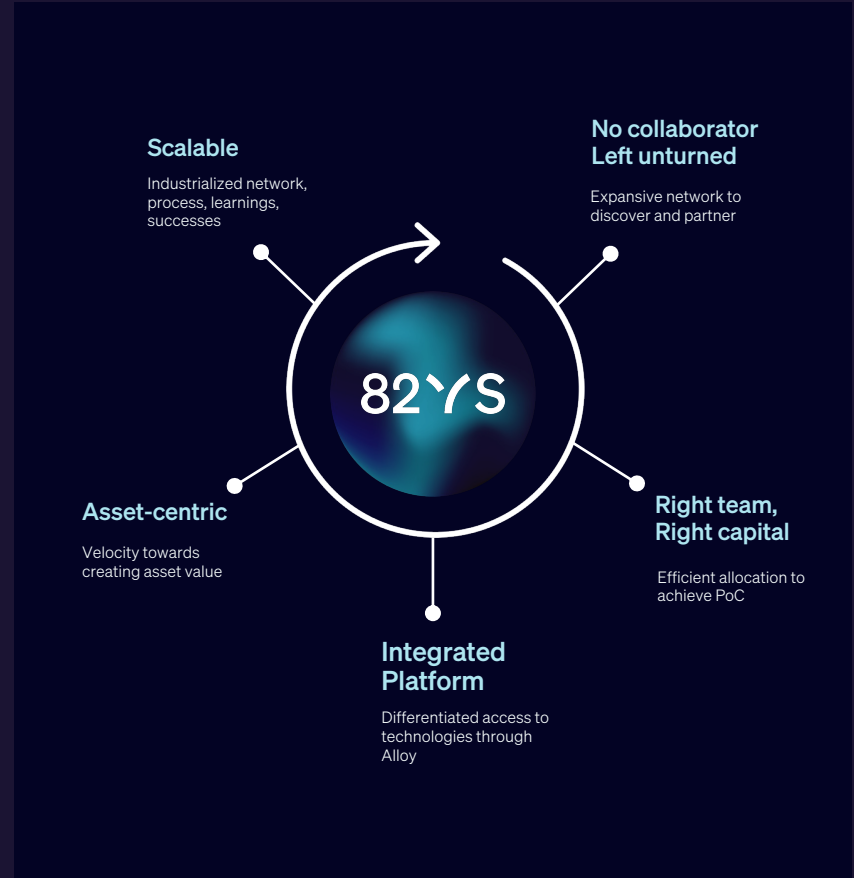 Scalable
Industrialized network,
process, learnings,
successes
No collaborator
Left unturned
Expansive network to
discover and partner
82VS
Asset-centric
Velocity towards
creating asset value
Right team,
Right capital
Efficient allocation to
achieve PoC
Integrated
Platform
Differentiated access to
technologies through
Alloy